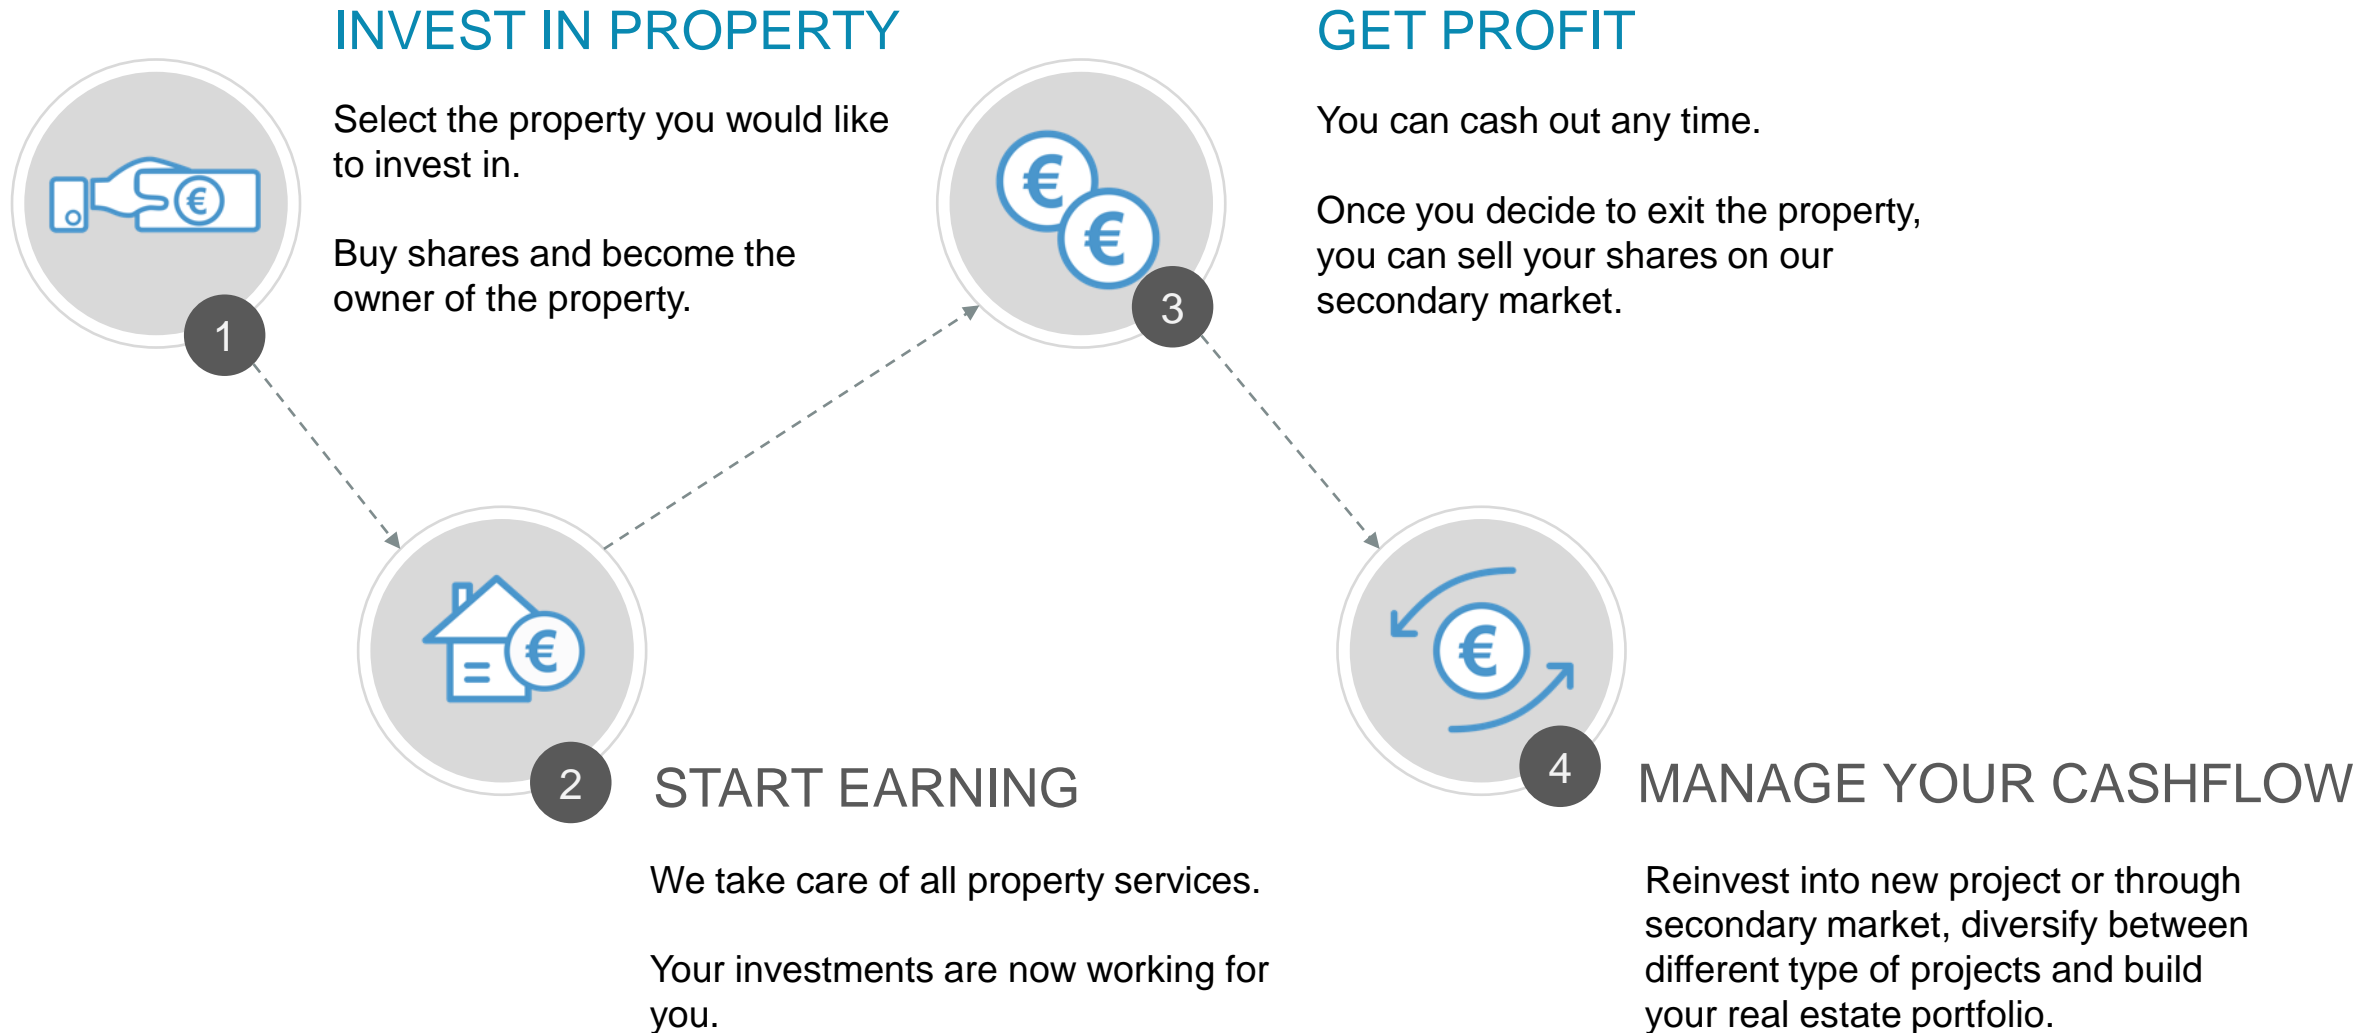 INVEST IN PROPERTY
Select the property you would like
to invest in.
Buy shares and become the
owner of the property.
€
1
€
2
START EARNING
We take care of all property services.
Your investments are now working for
you.
GET PROFIT
You can cash out any time.
Once you decide to exit the property,
you can sell your shares on our
secondary market.
€
€
3
€
4
MANAGE YOUR CASHFLOW
Reinvest into new project or through
secondary market, diversify between
different type of projects and build
your real estate portfolio.